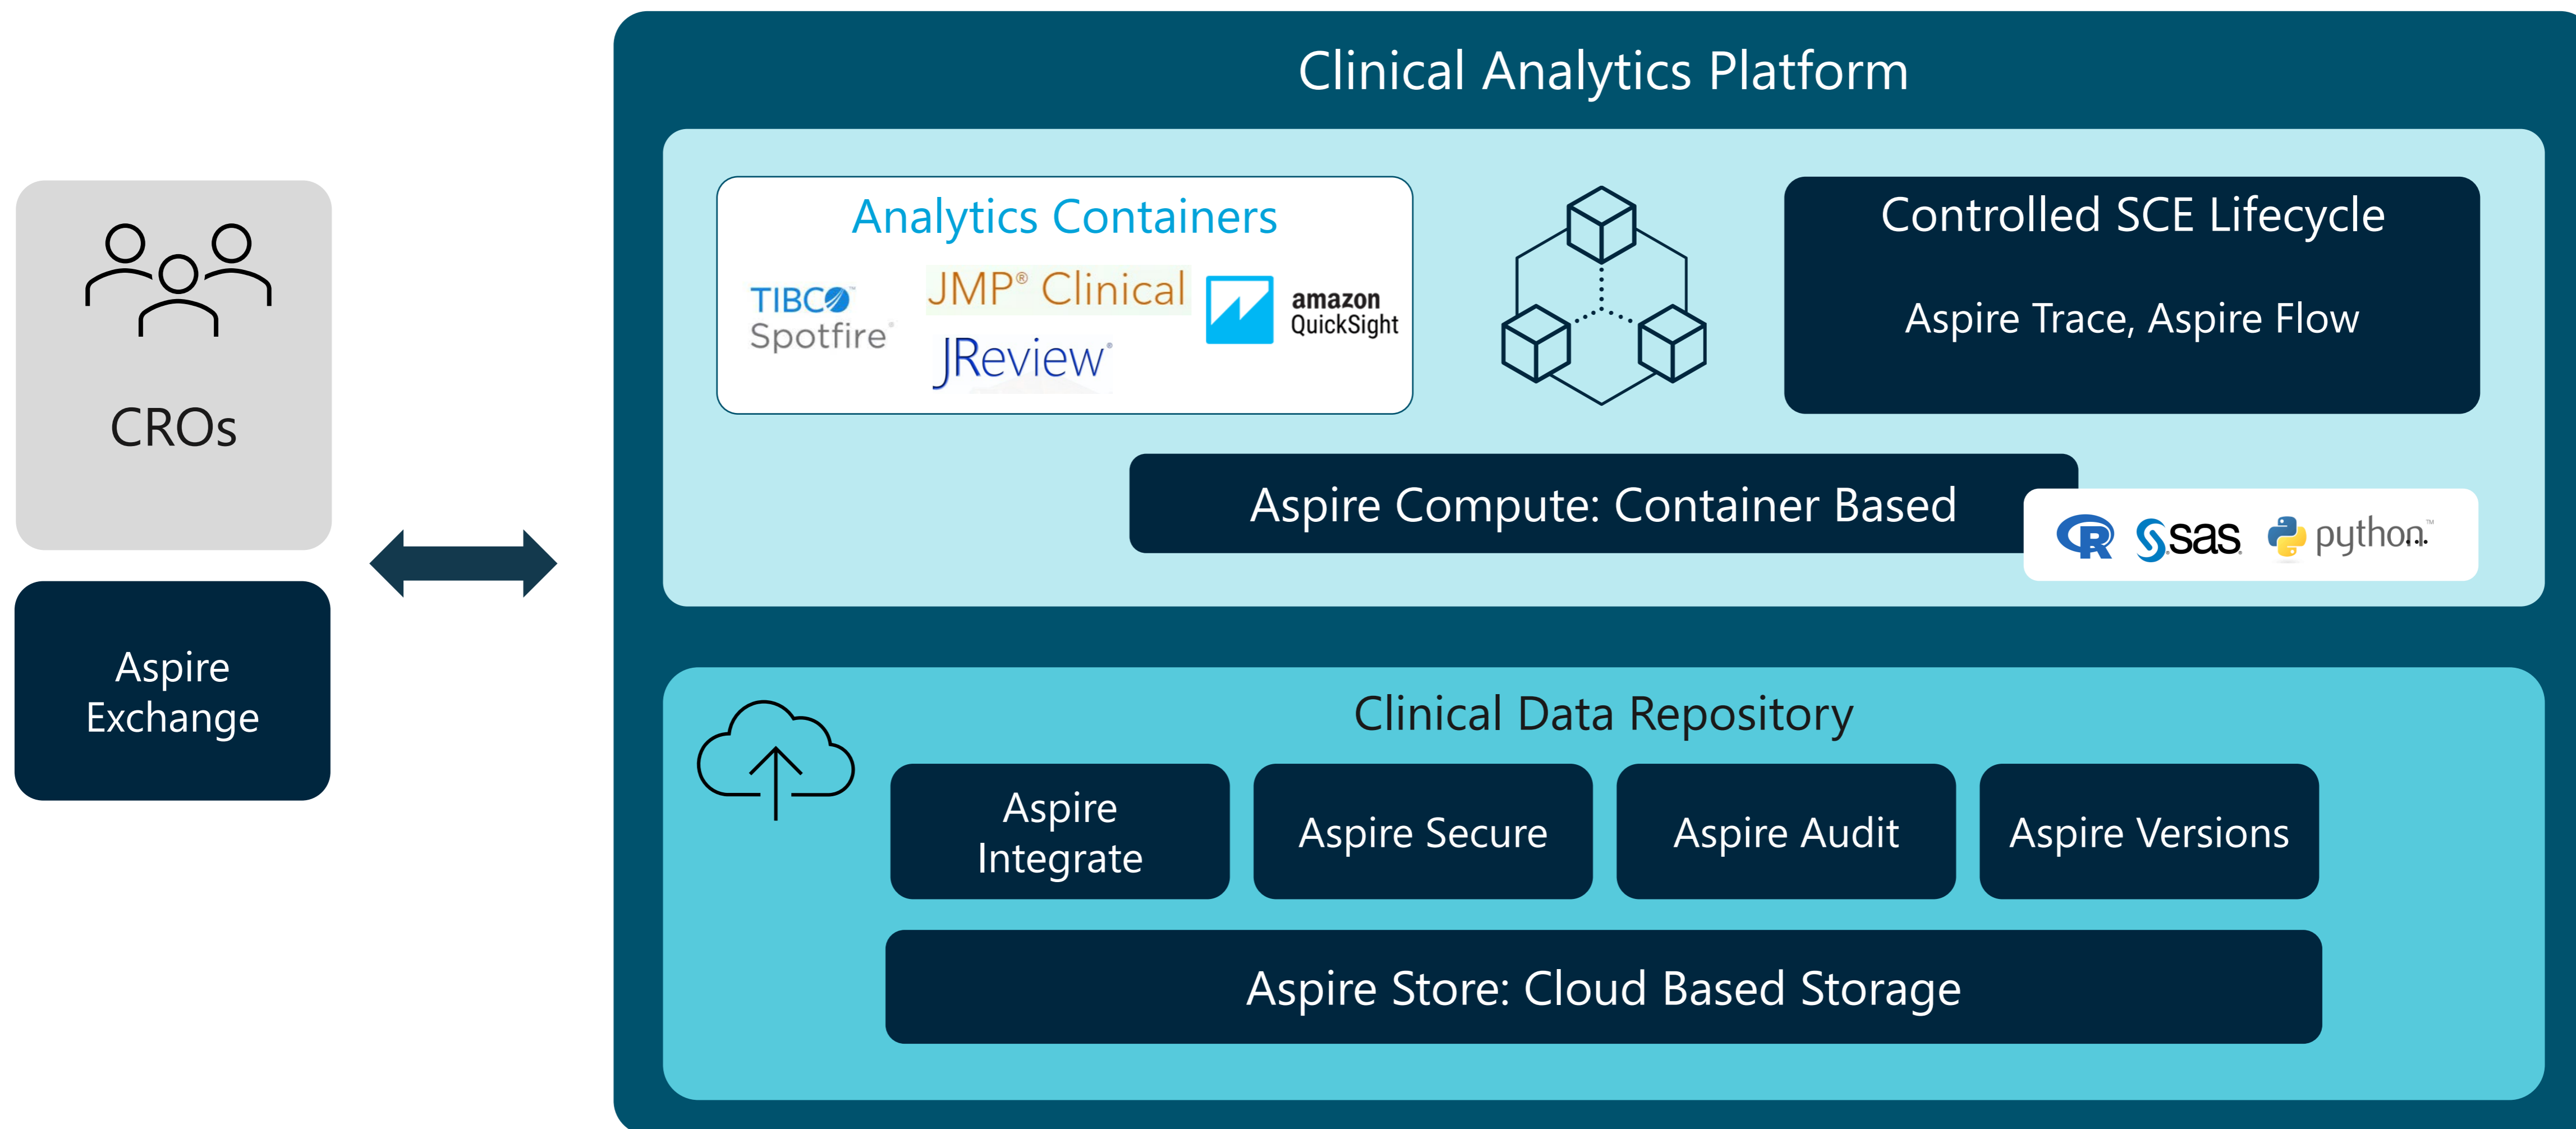 Clinical Analytics Platform
CROs
Aspire
Exchange
Analytics Containers
TIBCO™
Spotfire®
JMP® Clinical
JReview®
amazon
QuickSight
Controlled SCE Lifecycle
Aspire Trace, Aspire Flow
Aspire Compute: Container Based
R
sas
python™
...
Clinical Data Repository
Aspire
Integrate
Aspire Secure
Aspire Audit
Aspire Versions
Aspire Store: Cloud Based Storage